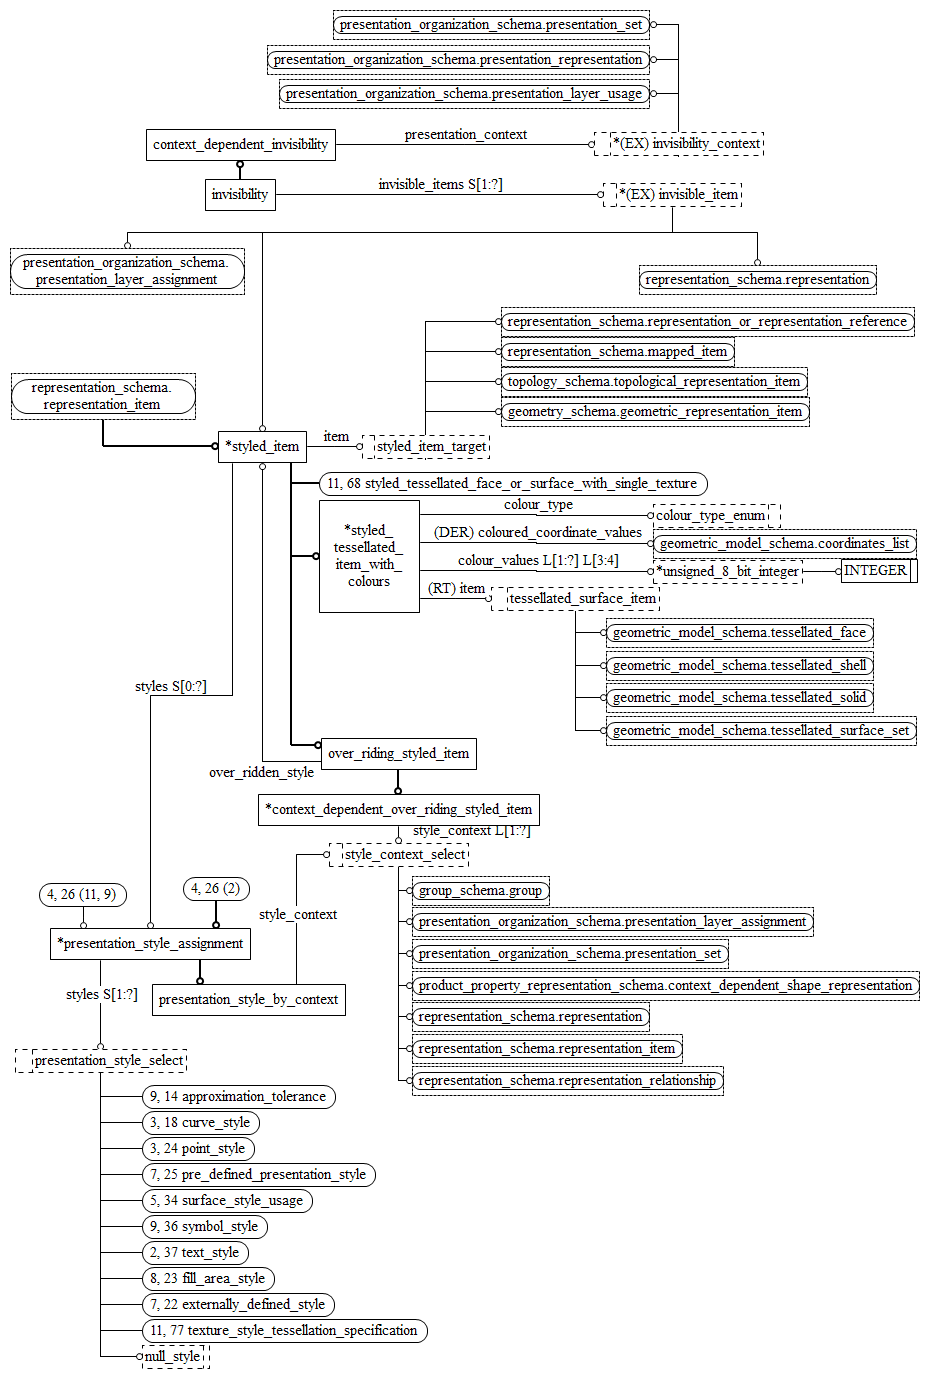 presentation_organization_schema.presentation_set
presentation_organization_schema.presentation_representation
presentation_organization_schema.presentation_layer_usage
context_dependent_invisibility
presentation_context
*(EX) invisibility_context
invisibility
invisible_items S[1:?]
*(EX) invisible_item
presentation_organization_schema.
presentation_layer_assignment
representation_schema.representation
representation_schema.representation_or_representation_reference
representation_schema.mapped_item
topology_schema.topological_representation_item
geometry_schema.geometric_representation_item
representation_schema.
representation_item
*styled_item
item
styled_item_target
11, 68 styled_tessellated_face_or_surface_with_single_texture
*styled_
tessellated_
item_with_
colours
colour_type
colour_type_enum
(DER) coloured_coordinate_values
geometric_model_schema.coordinates_list
colour_values L[1:?] L[3:4]
*unsigned_8_bit_integer
INTEGER
(RT) item
tessellated_surface_item
geometric_model_schema.tessellated_face
geometric_model_schema.tessellated_shell
geometric_model_schema.tessellated_solid
geometric_model_schema.tessellated_surface_set
styles S[0:?]
over_riding_styled_item
over_ridden_style
*context_dependent_over_riding_styled_item
style_context L[1:?]
style_context_select
4, 26 (11, 9)
4, 26 (2)
style_context
group_schema.group
presentation_organization_schema.presentation_layer_assignment
*presentation_style_assignment
presentation_organization_schema.presentation_set
styles S[1:?]
presentation_style_by_context
product_property_representation_schema.context_dependent_shape_representation
representation_schema.representation
representation_schema.representation_item
representation_schema.representation_relationship
presentation_style_select
9, 14 approximation_tolerance
3, 18 curve_style
3, 24 point_style
7, 25 pre_defined_presentation_style
5, 34 surface_style_usage
9, 36 symbol_style
2, 37 text_style
8, 23 fill_area_style
7, 22 externally_defined_style
11, 77 texture_style_tessellation_specification
null_style